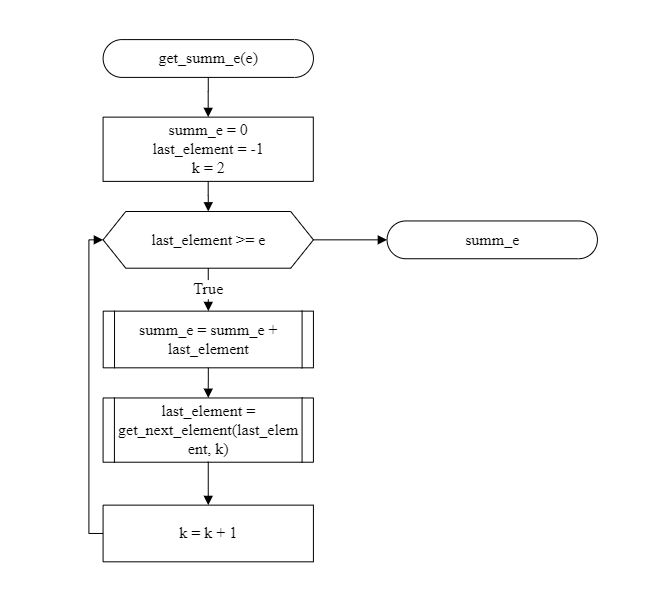 get_summ_e(e)
summ_e = 0
last_element = -1
k = 2
last_element >= e
summ_e
True
summ_e = summ_e +
last_element
last_element =
get_next_element(last_elem
ent, k)
k = k + 1